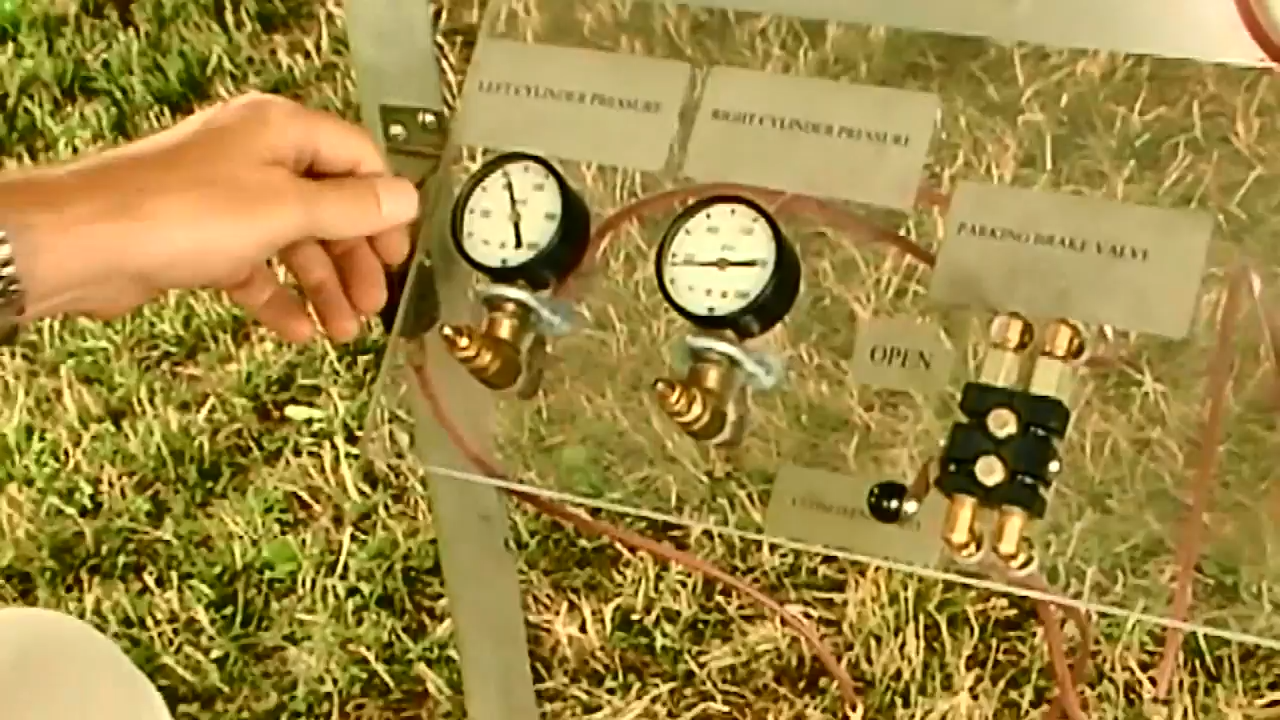 LEFT CYLINDER PRESSURE
RIGHT CYLINDER PRESSURE
PARKING BRAKE VALVE
OPEN